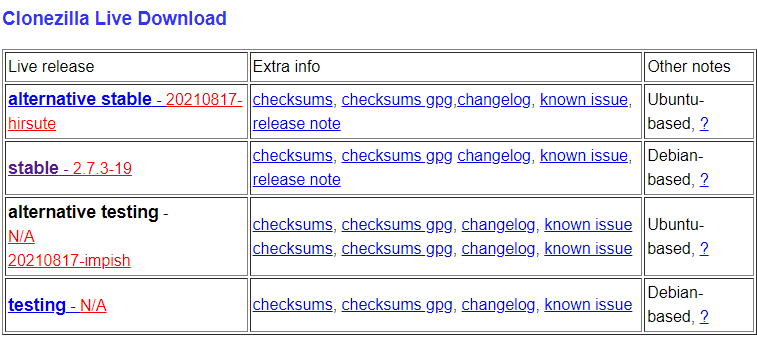 Clonezilla Live Download
Live release
Extra info
Other notes
alternative stable - 20210817-
hirsute
checksums, checksums gpg,changelog, known issue,
release note
Ubuntu-
based, ?
stable - 2.7.3-19
checksums, checksums gpg changelog, known issue,
release note
Debian-
based, ?
alternative testing -
N/A
20210817-impish
checksums, checksums gpg, changelog, known issue
checksums, checksums gpg, changelog, known issue
Ubuntu-
based, ?
testing - N/A
checksums, checksums gpg, changelog, known issue
Debian-
based, ?